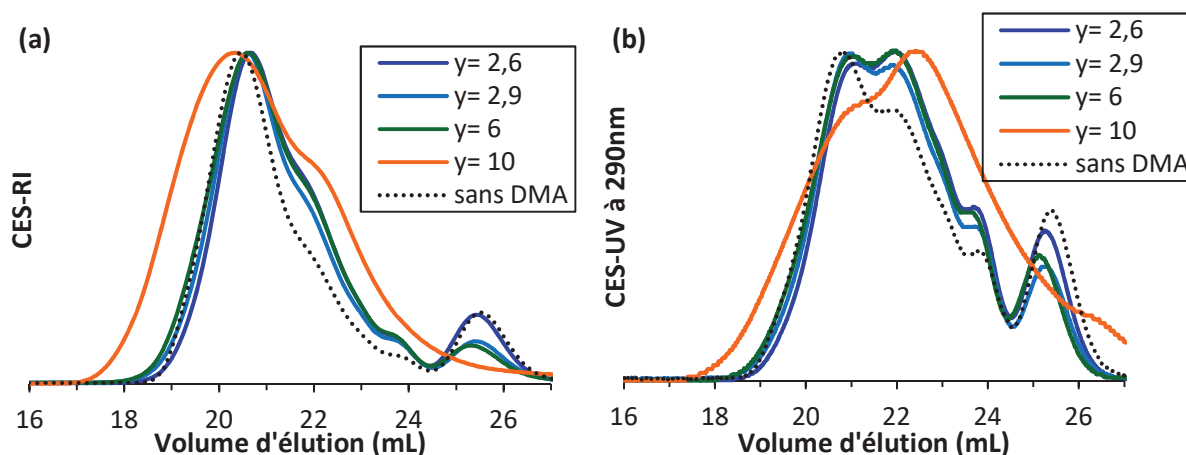 (a)
CES-RI
y= 2,6
y= 2,9
y= 6
y= 10
sans DMA
16 18 20 22 24 26
Volume d'élution (mL)
(b)
CES-UV à 290nm
y= 2,6
y= 2,9
y= 6
y= 10
sans DMA
16 18 20 22 24 26
Volume d'élution (mL)